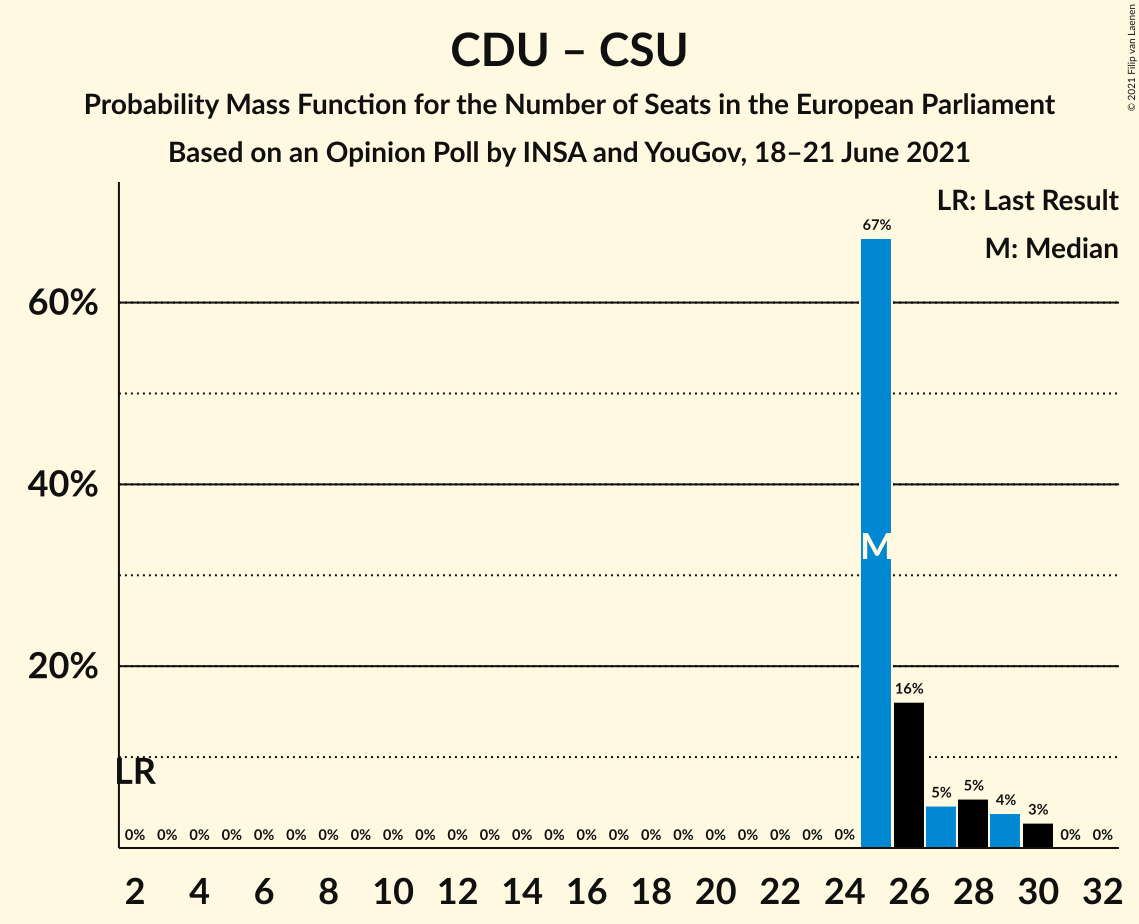 CDU – CSU
Probability Mass Function for the Number of Seats in the European Parliament
Based on an Opinion Poll by INSA and YouGov, 18–21 June 2021
© 2021 Filip van Laenen
LR: Last Result
M: Median
67%
60%
40%
M
20%
16%
LR
5%
5%
4%
3%
0% 0% 0% 0% 0% 0% 0% 0% 0% 0% 0% 0% 0% 0% 0% 0% 0% 0% 0% 0% 0% 0% 0% 0% 0%
2 4 6 8 10 12 14 16 18 20 22 24 26 28 30 32